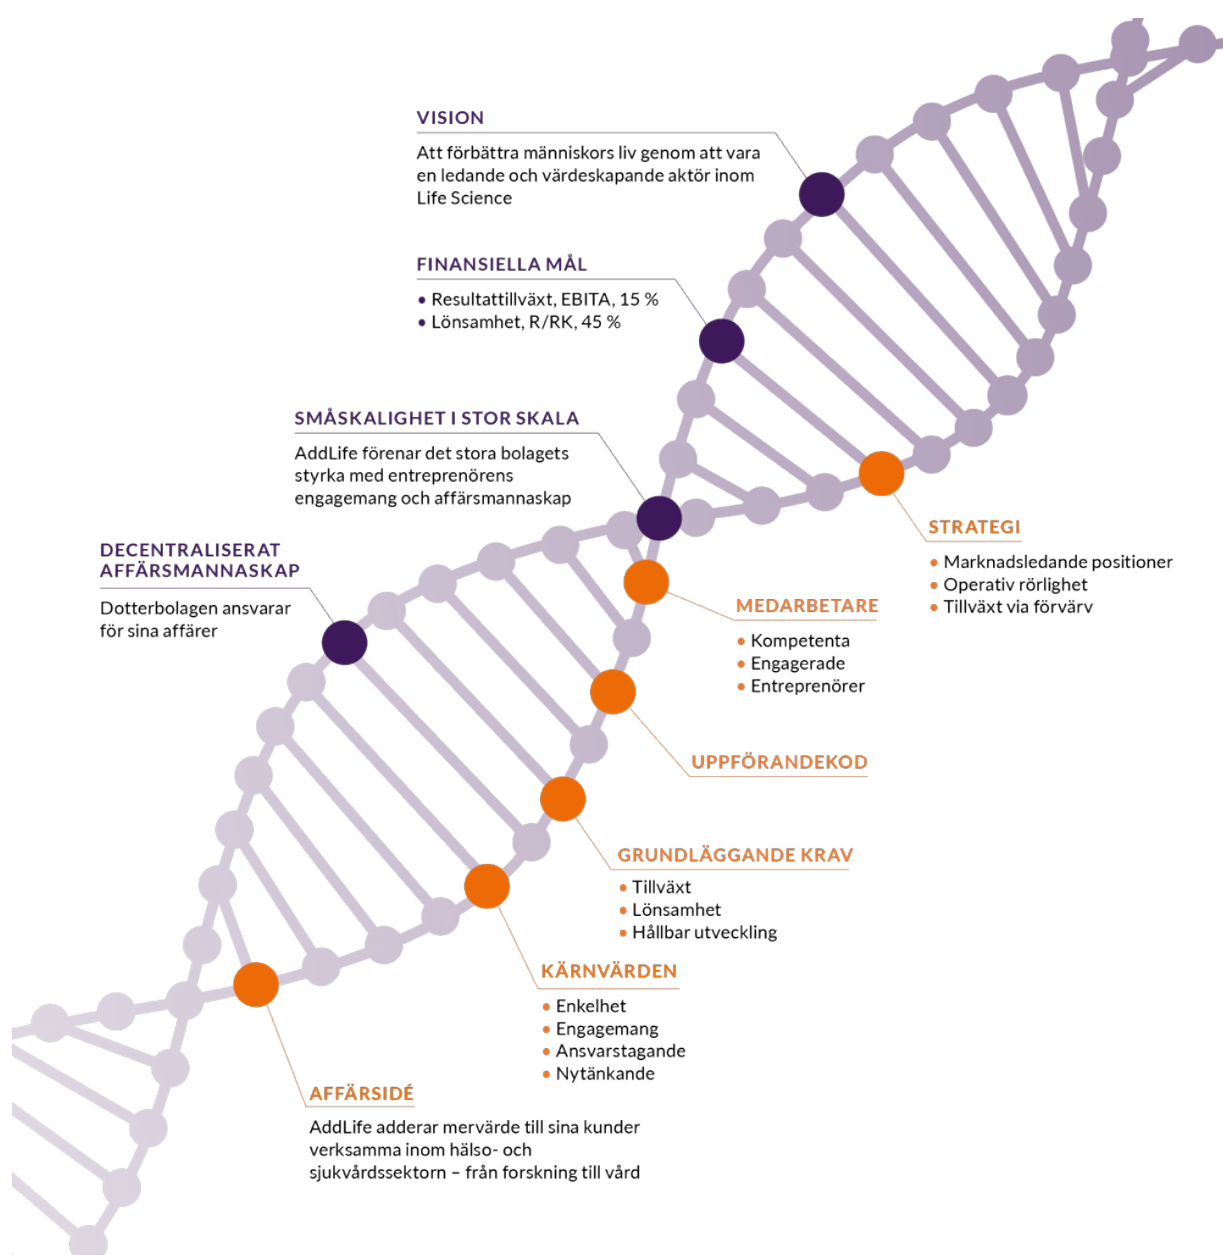 VISION
Att förbättra människors liv genom att vara
en ledande och värdeskapande aktör inom
Life Science
FINANSIELLA MÅL
• Resultattillväxt, EBITA, 15 %
• Lönsamhet, R/RK, 45 %
SMÅSKALIGHET I STOR SKALA
AddLife förenar det stora bolagets
styrka med entreprenörens
engagemang och affärsmannaskap
DECENTRALISERAT
AFFÄRSMANNASKAP
Dotterbolagen ansvarar
för sina affärer
STRATEGI
• Marknadsledande positioner
• Operativ rörlighet
• Tillväxt via förvärv
MEDARBETARE
• Kompetenta
• Engagerade
• Entreprenörer
UPPFÖRANDEKOD
GRUNDLÄGGANDE KRAV
• Tillväxt
• Lönsamhet
• Hållbar utveckling
KÄRNVÄRDEN
• Enkelhet
• Engagemang
• Ansvarstagande
• Nytänkande
AFFÄRSIDÉ
AddLife adderar mervärde till sina kunder
verksamma inom hälso- och
sjukvårdssektorn – från forskning till vård